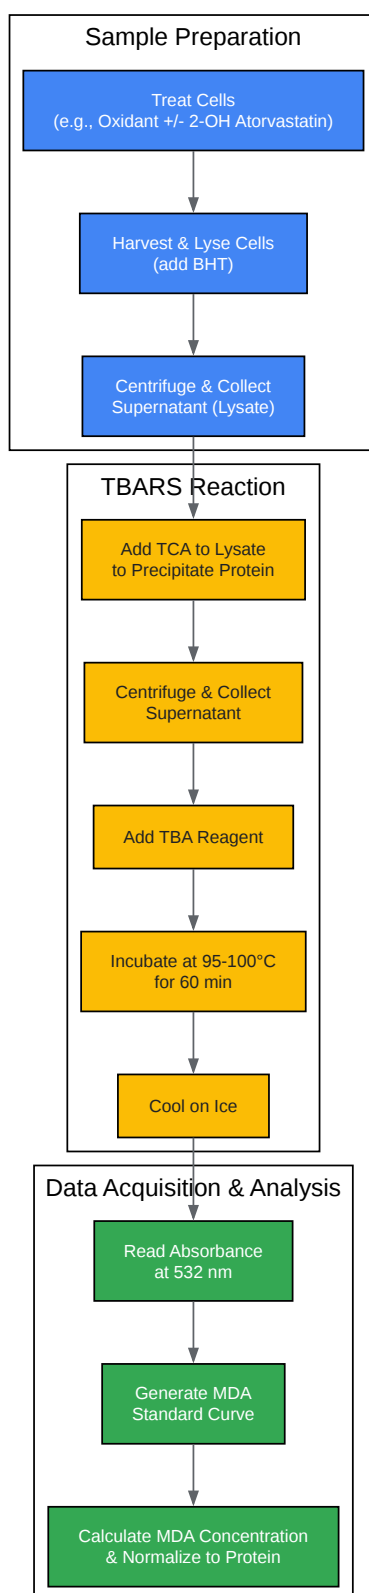 Sample Preparation
Treat Cells
(e.g., Oxidant +/- 2-OH Atorvastatin)
Harvest & Lyse Cells
(add BHT)
Centrifuge & Collect
Supernatant (Lysate)
TBARS Reaction
Add TCA to Lysate
to Precipitate Protein
Centrifuge & Collect
Supernatant
Add TBA Reagent
Incubate at 95-100°C
for 60 min
Cool on Ice
Data Acquisition & Analysis
Read Absorbance
at 532 nm
Generate MDA
Standard Curve
Calculate MDA Concentration
& Normalize to Protein